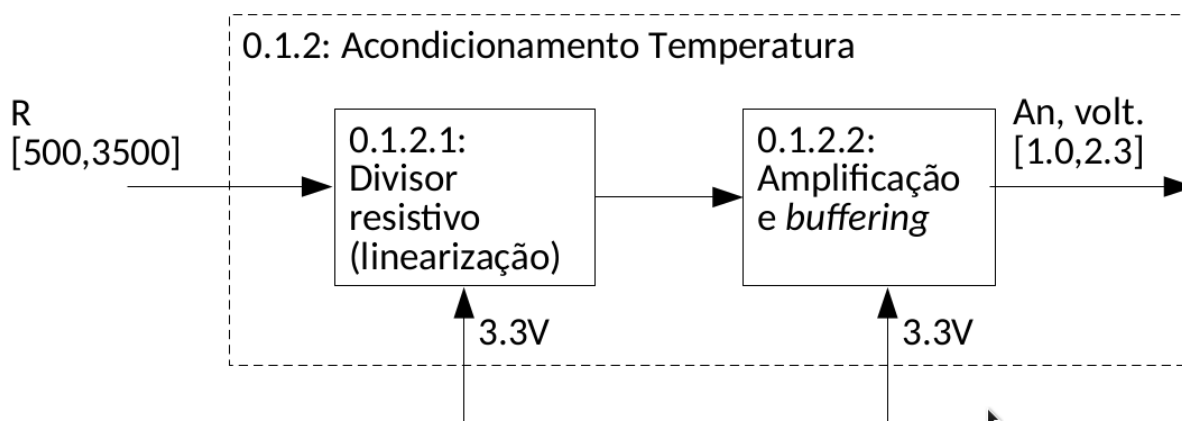 0.1.2: Acondicionamento Temperatura
R
[500,3500]
0.1.2.1:
Divisor
resistivo
(linearização)
0.1.2.2:
Amplificação
e buffering
An, volt.
[1.0,2.3]
3.3V
3.3V